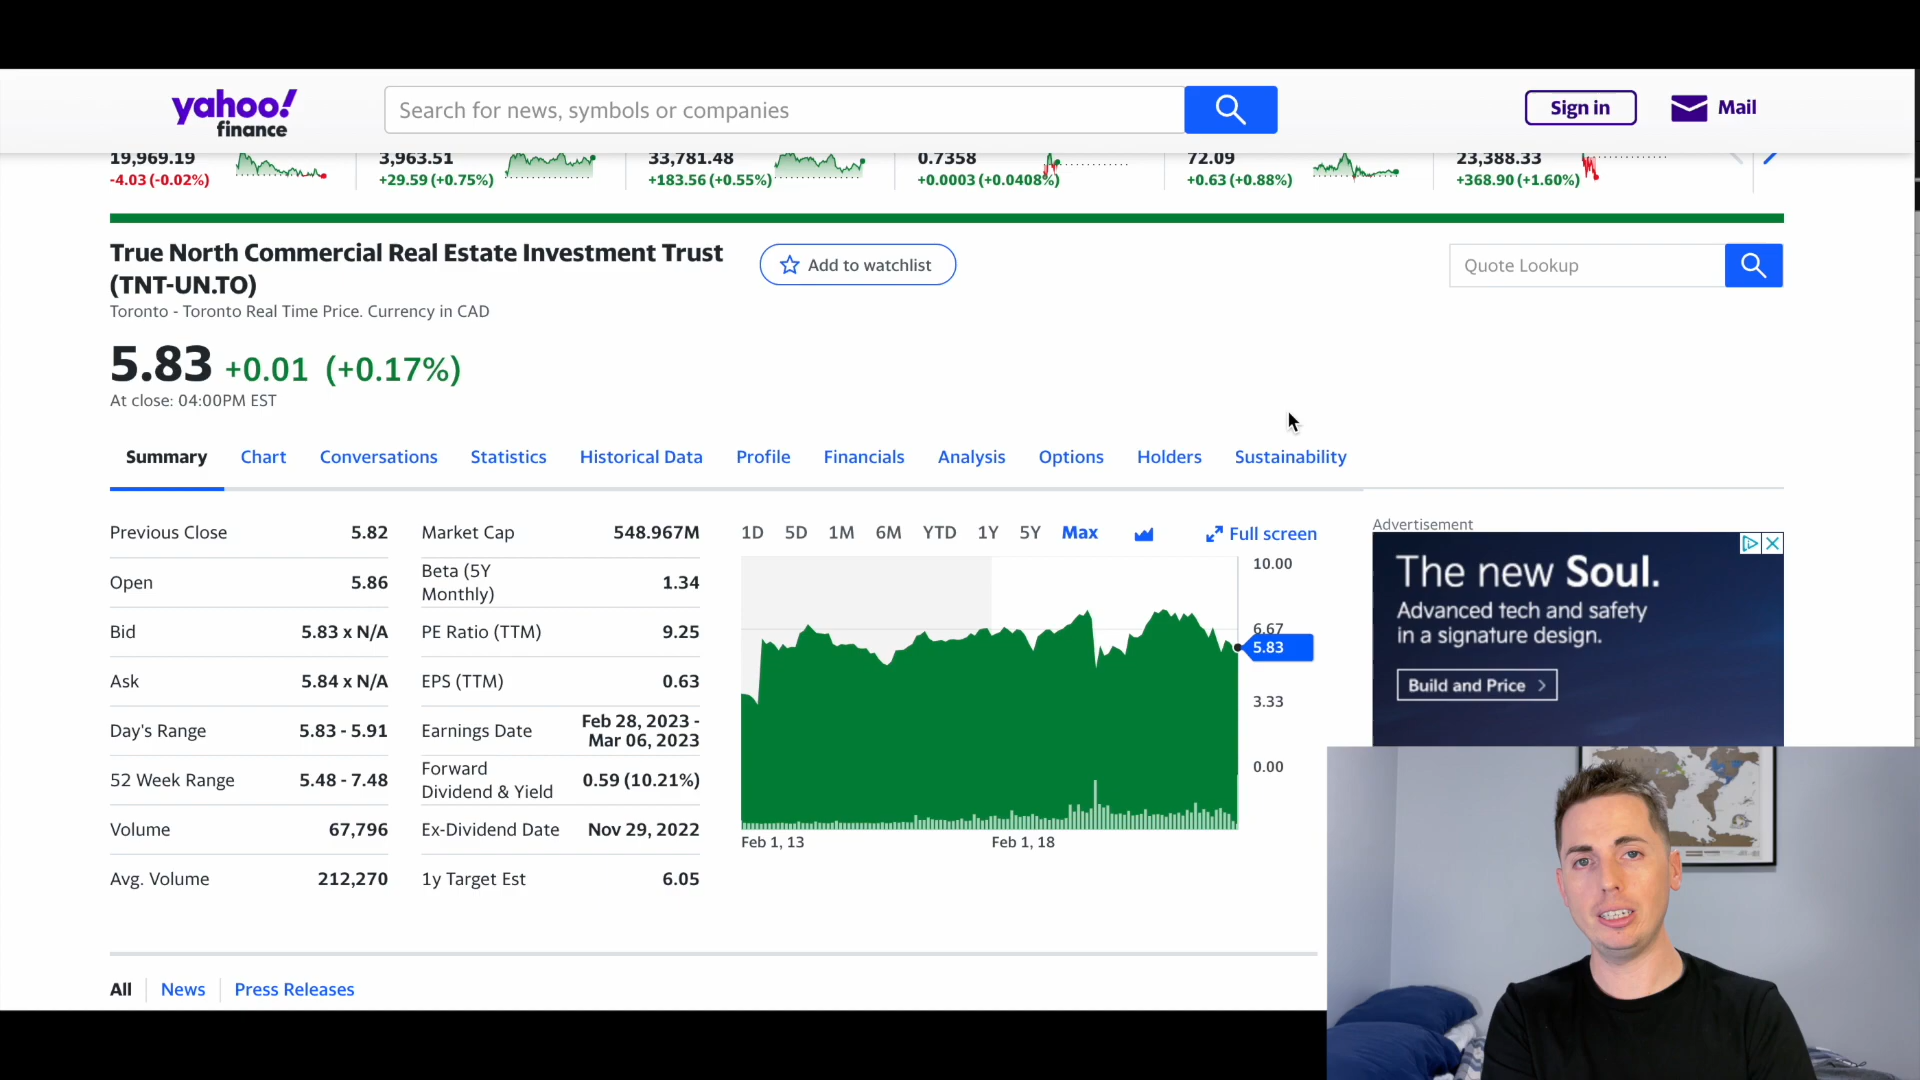 yahoo!
finance
Search for news, symbols or companies
Sign in
Mail
19,969.19
-4.03 (-0.02%)
3,963.51
+29.59 (+0.75%)
33,781.48
+183.56 (+0.55%)
0.7358
+0.0003 (+0.0408%)
72.09
+0.63 (+0.88%)
23,388.33
+368.90 (+1.60%)
True North Commercial Real Estate Investment Trust
(TNT-UN.TO)
Toronto - Toronto Real Time Price. Currency in CAD
Add to watchlist
Quote Lookup
5.83 +0.01 (+0.17%)
At close: 04:00PM EST
Summary Chart Conversations Statistics Historical Data Profile Financials Analysis Options Holders Sustainability
Previous Close 5.82
Open 5.86
Bid 5.83 x N/A
Ask 5.84 x N/A
Day's Range 5.83 - 5.91
52 Week Range 5.48 - 7.48
Volume 67,796
Avg. Volume 212,270
Market Cap 548.967M
Beta (5Y
Monthly) 1.34
PE Ratio (TTM) 9.25
EPS (TTM) 0.63
Earnings Date Feb 28, 2023 -
Mar 06, 2023
Forward
Dividend & Yield 0.59 (10.21%)
Ex-Dividend Date Nov 29, 2022
1y Target Est 6.05
1D 5D 1M 6M YTD 1Y 5Y Max
Full screen
10.00
6.67
5.83
3.33
0.00
Feb 1, 13
Feb 1, 18
Advertisement
The new Soul.
Advanced tech and safety
in a signature design.
Build and Price
All News Press Releases